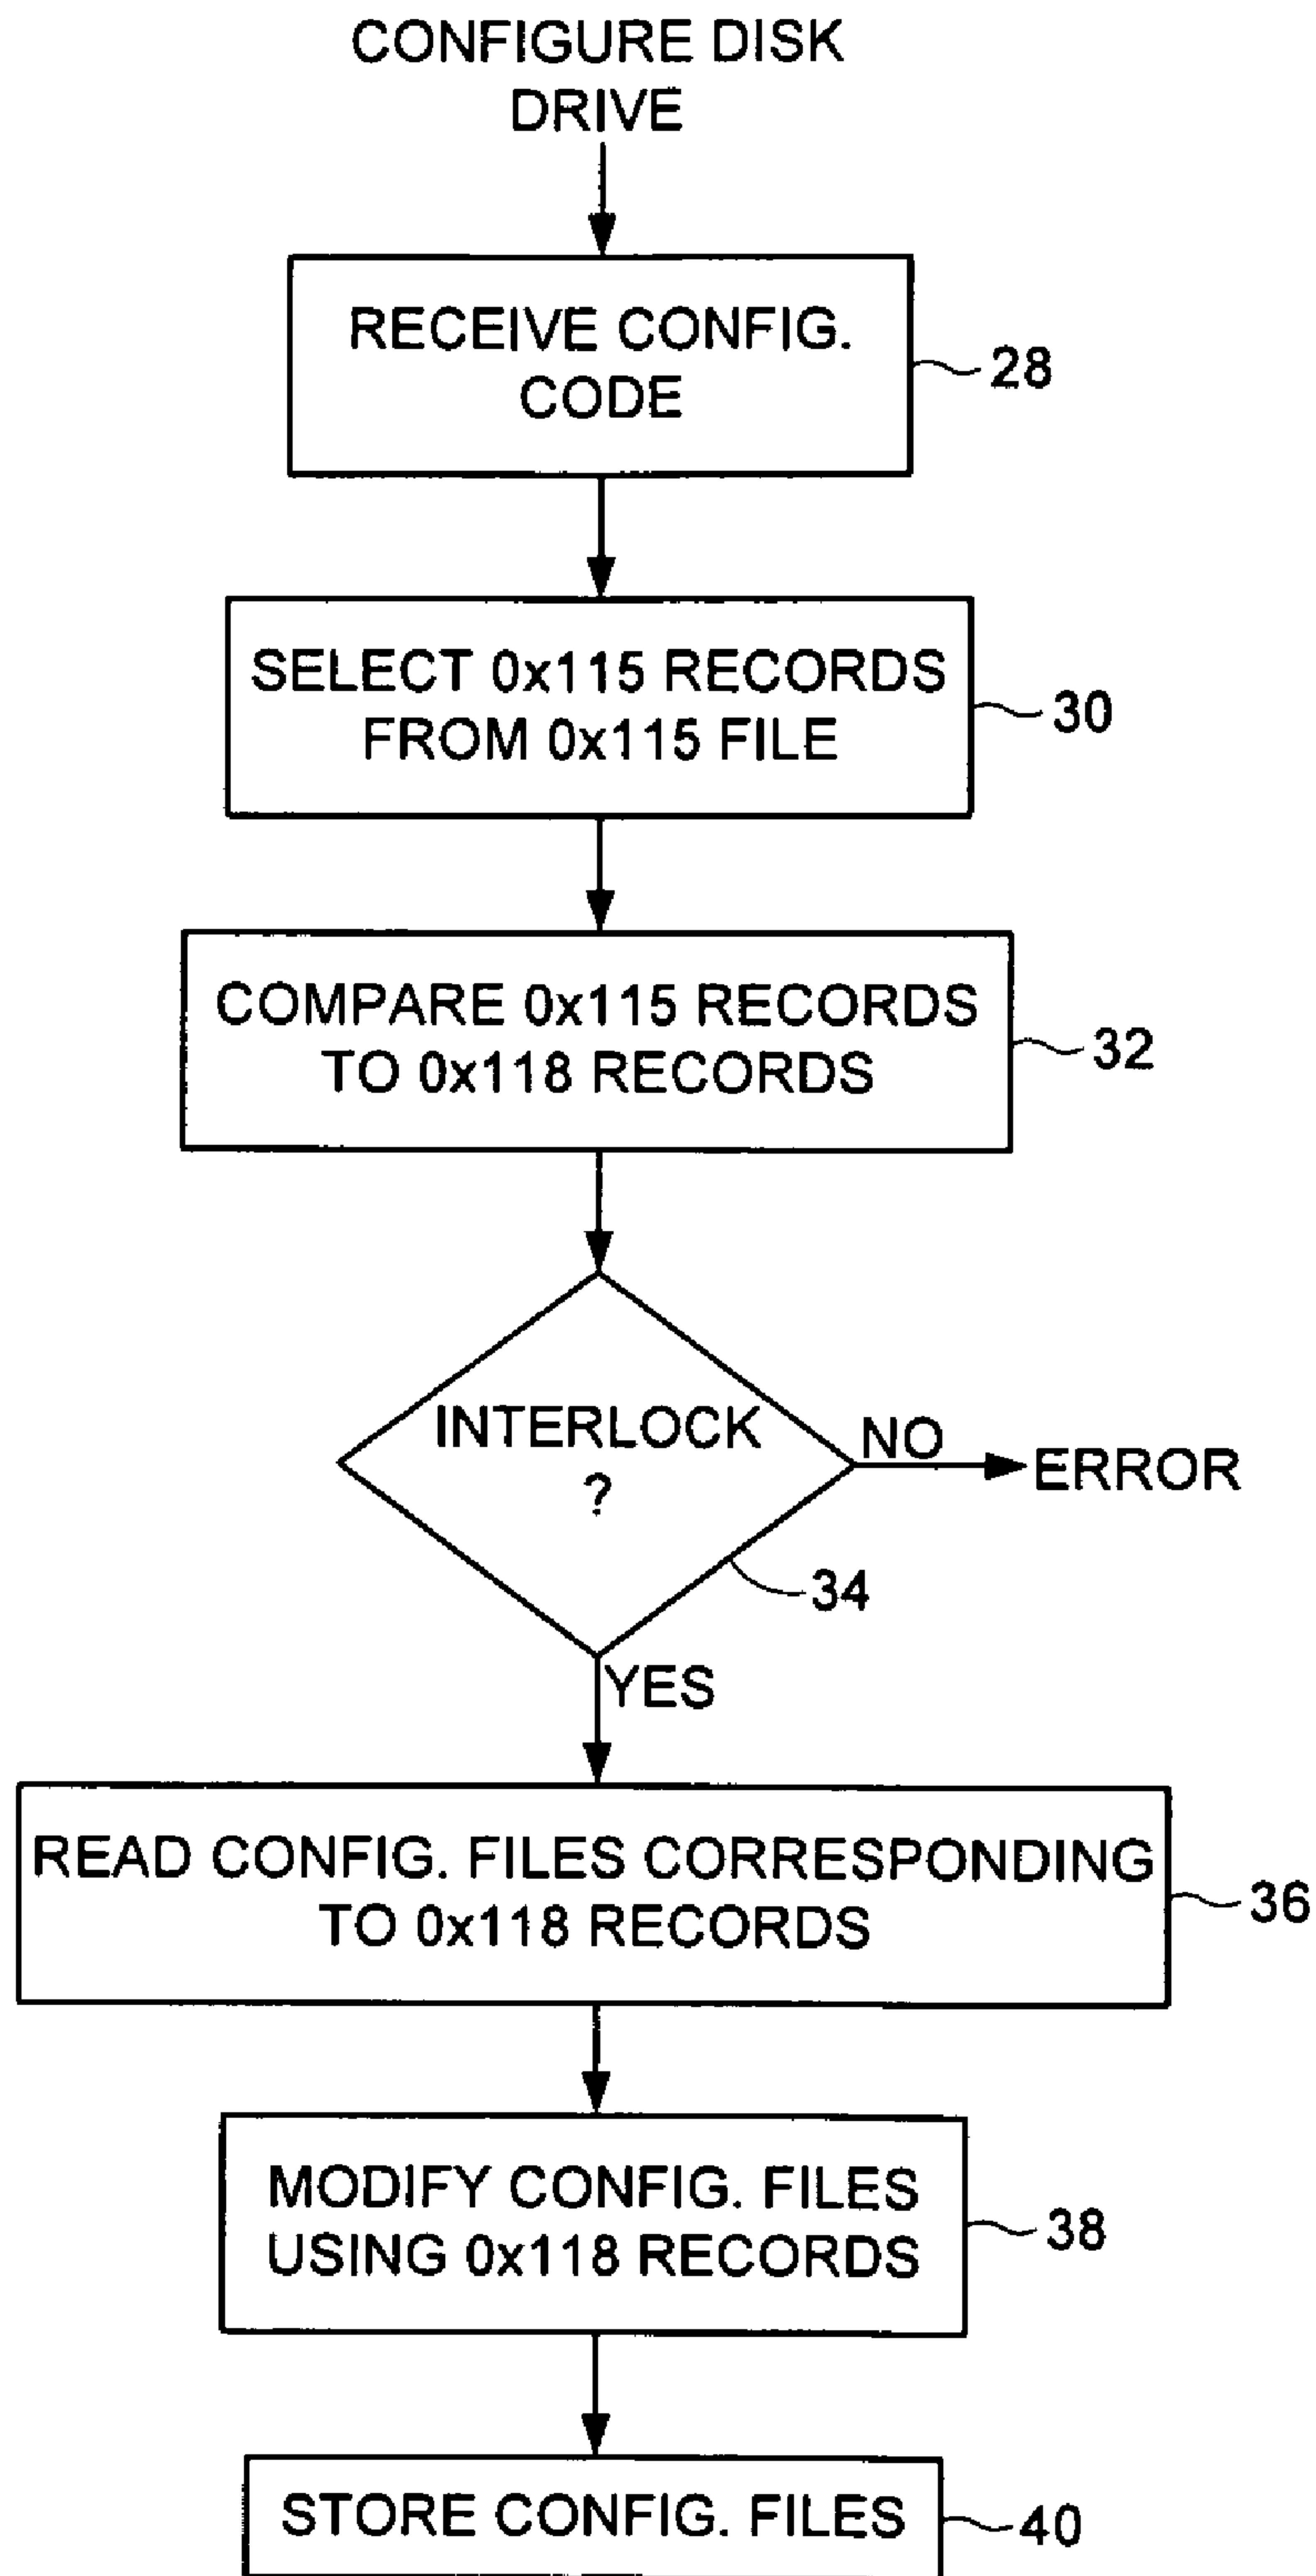 CONFIGURE DISK
DRIVE
RECEIVE CONFIG.
CODE
28
SELECT 0x115 RECORDS
FROM 0x115 FILE
30
COMPARE 0x115 RECORDS
TO 0x118 RECORDS
32
INTERLOCK
?
NO
ERROR
34
YES
READ CONFIG. FILES CORRESPONDING
TO 0x118 RECORDS
36
MODIFY CONFIG. FILES
USING 0x118 RECORDS
38
STORE CONFIG. FILES
40